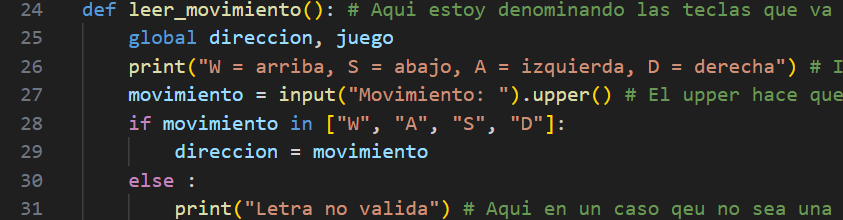 24 def leer_movimiento(): # Aqui estoy denominando las teclas que va
25 global direccion, juego
26 print("W = arriba, S = abajo, A = izquierda, D = derecha") # I
27 movimiento = input("Movimiento: ").upper() # El upper hace que
28 if movimiento in ["W", "A", "S", "D"]:
29 direccion = movimiento
30 else :
31 print("Letra no valida") # Aqui en un caso qeu no sea una